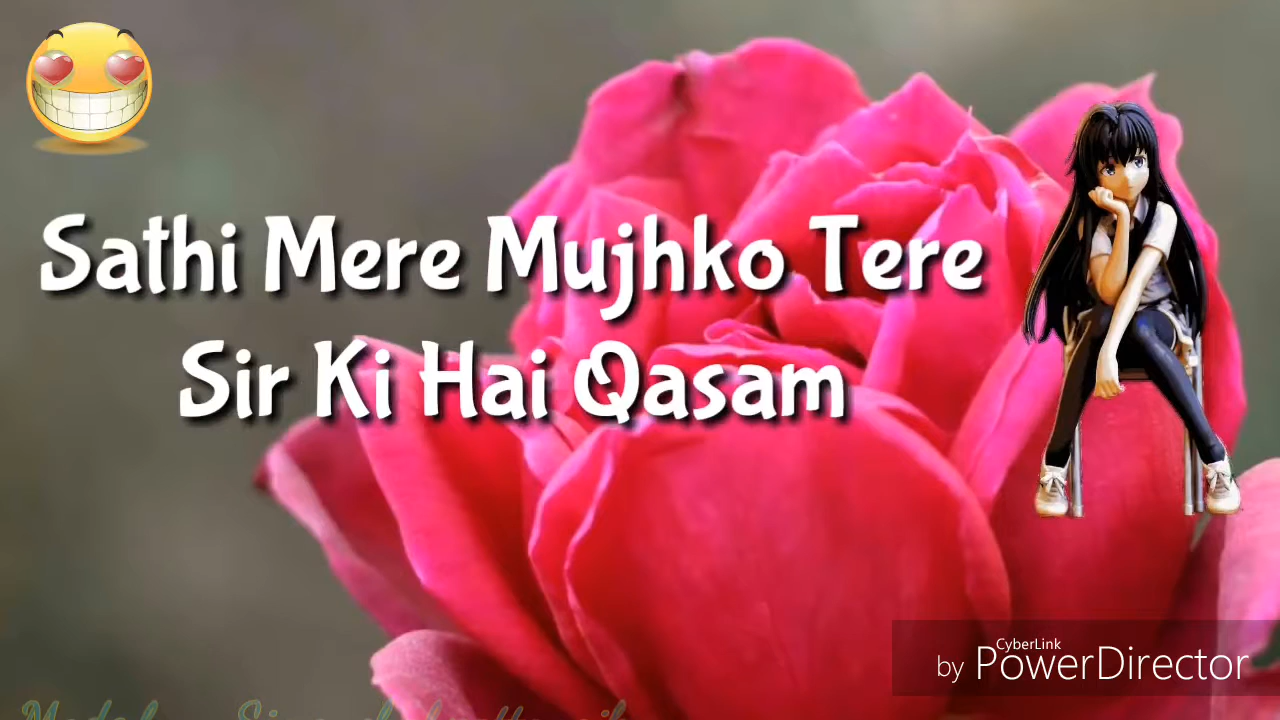 Sathi Mere Mujhko Tere
Sir Ki Hai Qasam
CyberLink
by PowerDirector